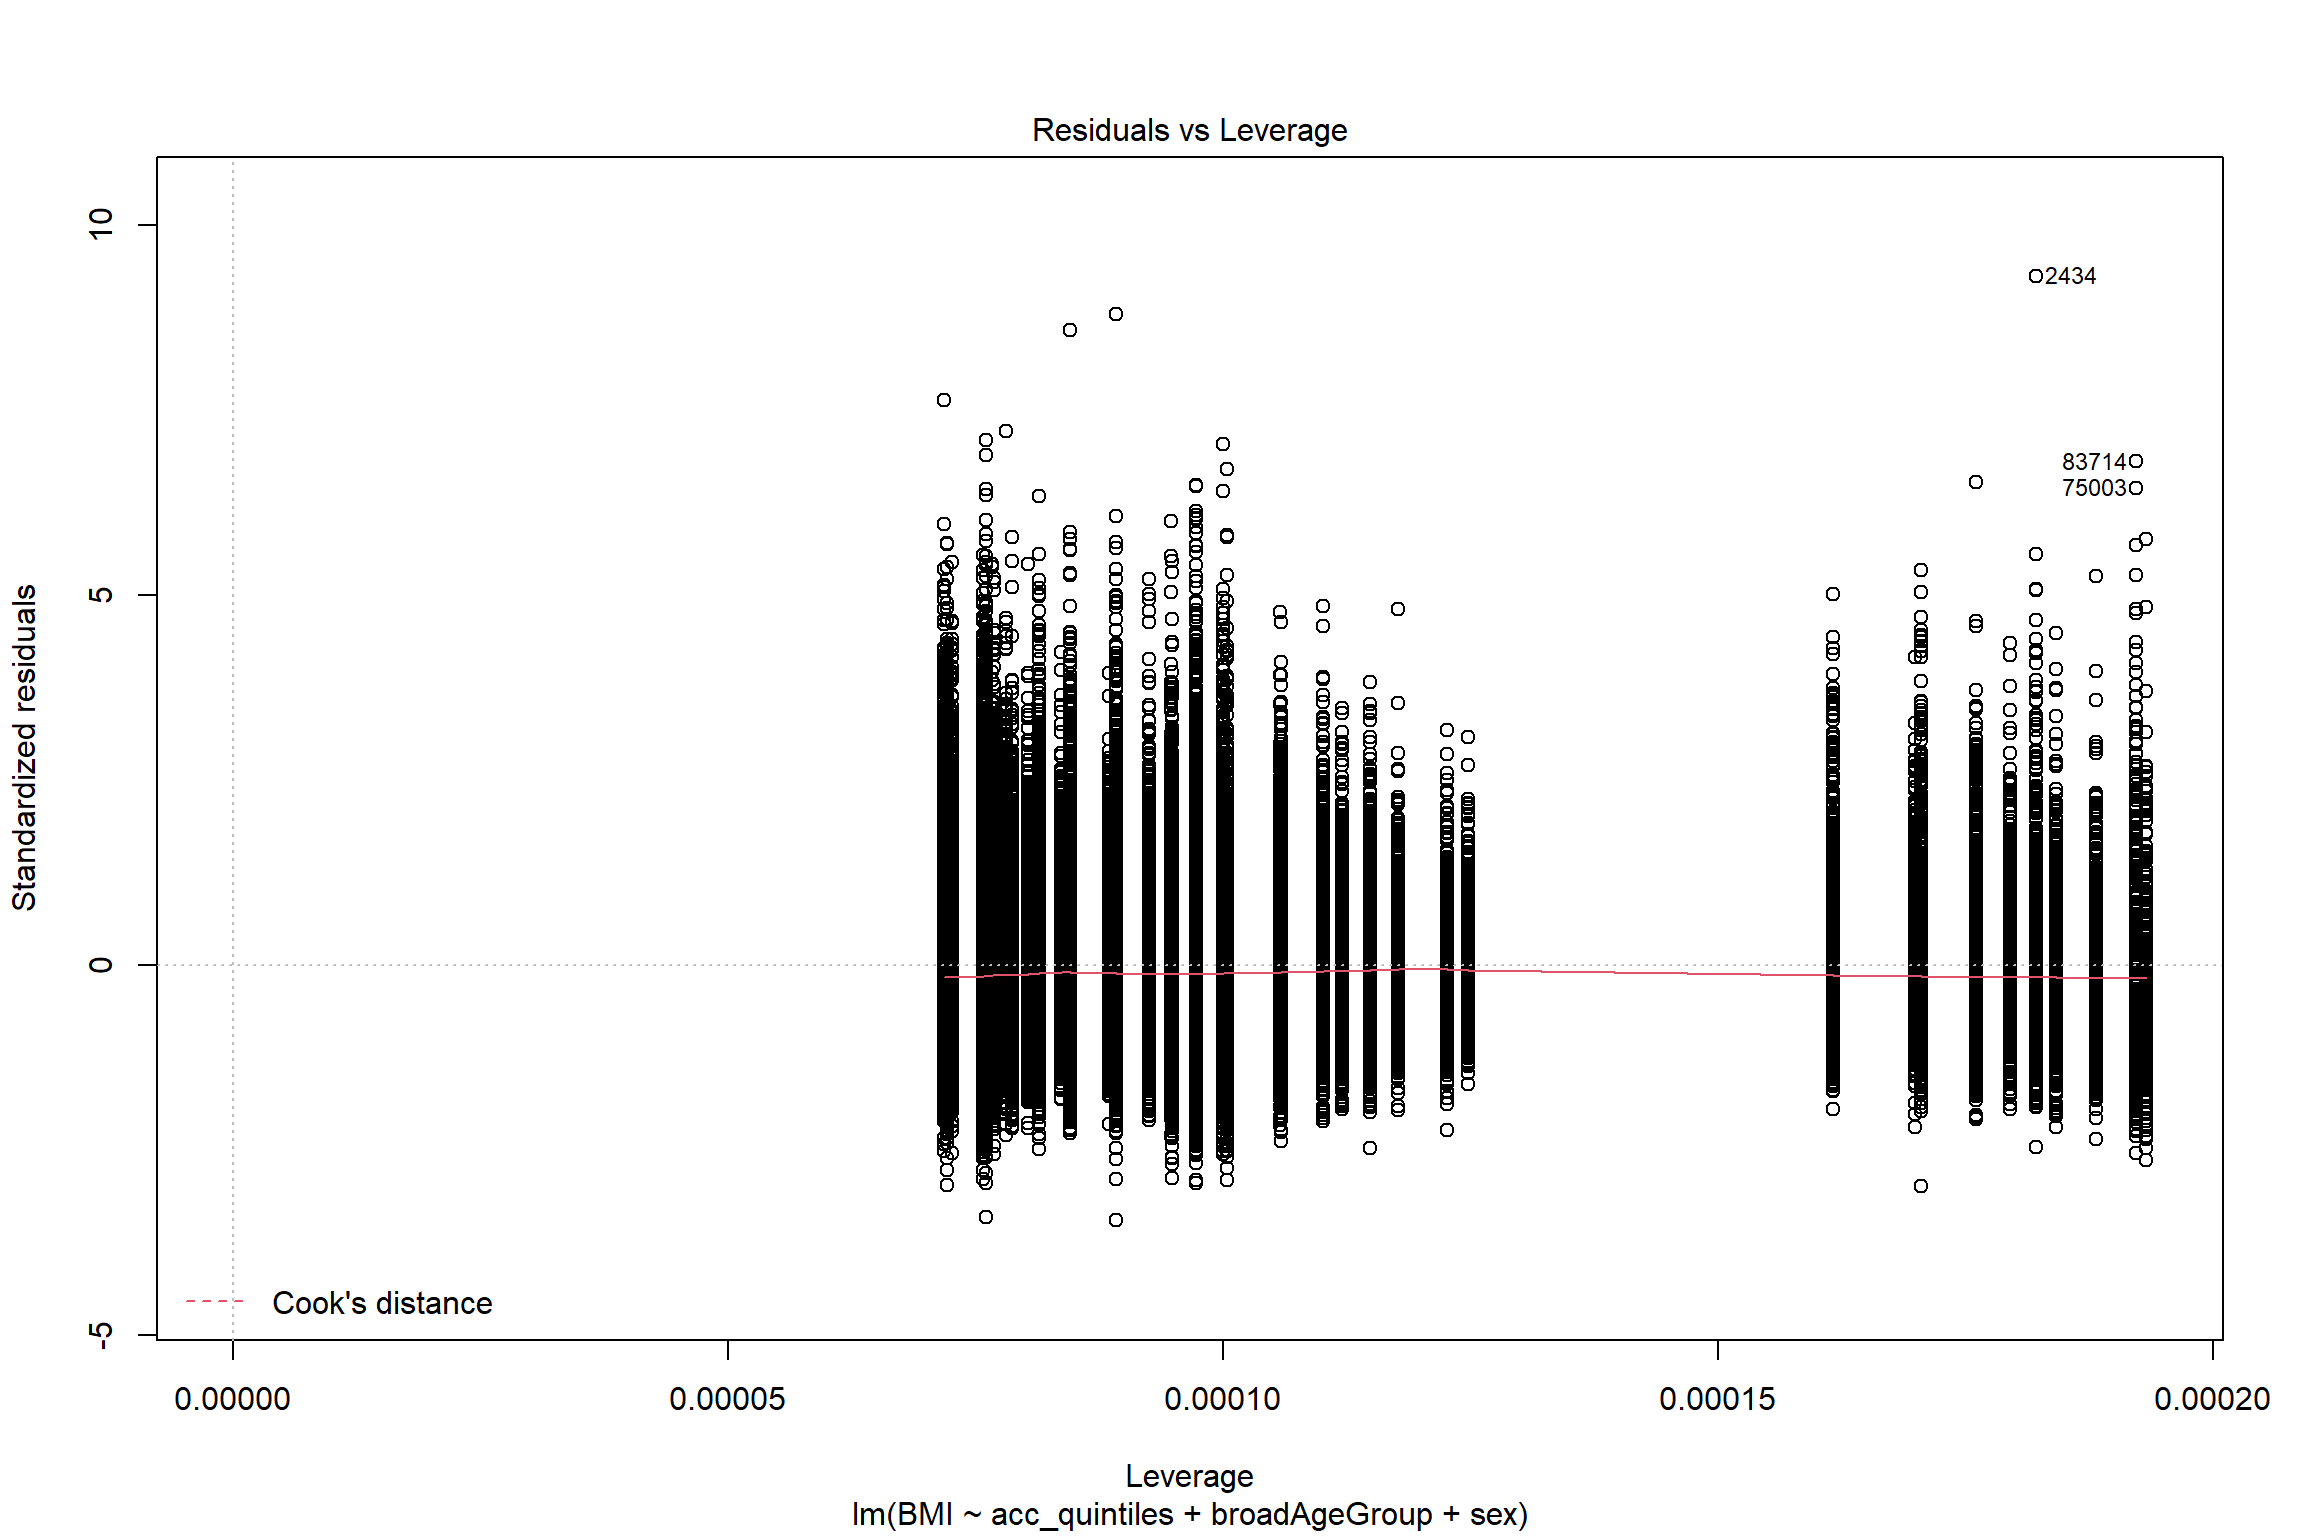 Residuals vs Leverage
10
5
0
-5
Standardized residuals
2434
83714
75003
Cook's distance
0.00000 0.00005 0.00010 0.00015 0.00020
Leverage
lm(BMI ~ acc_quintiles + broadAgeGroup + sex)